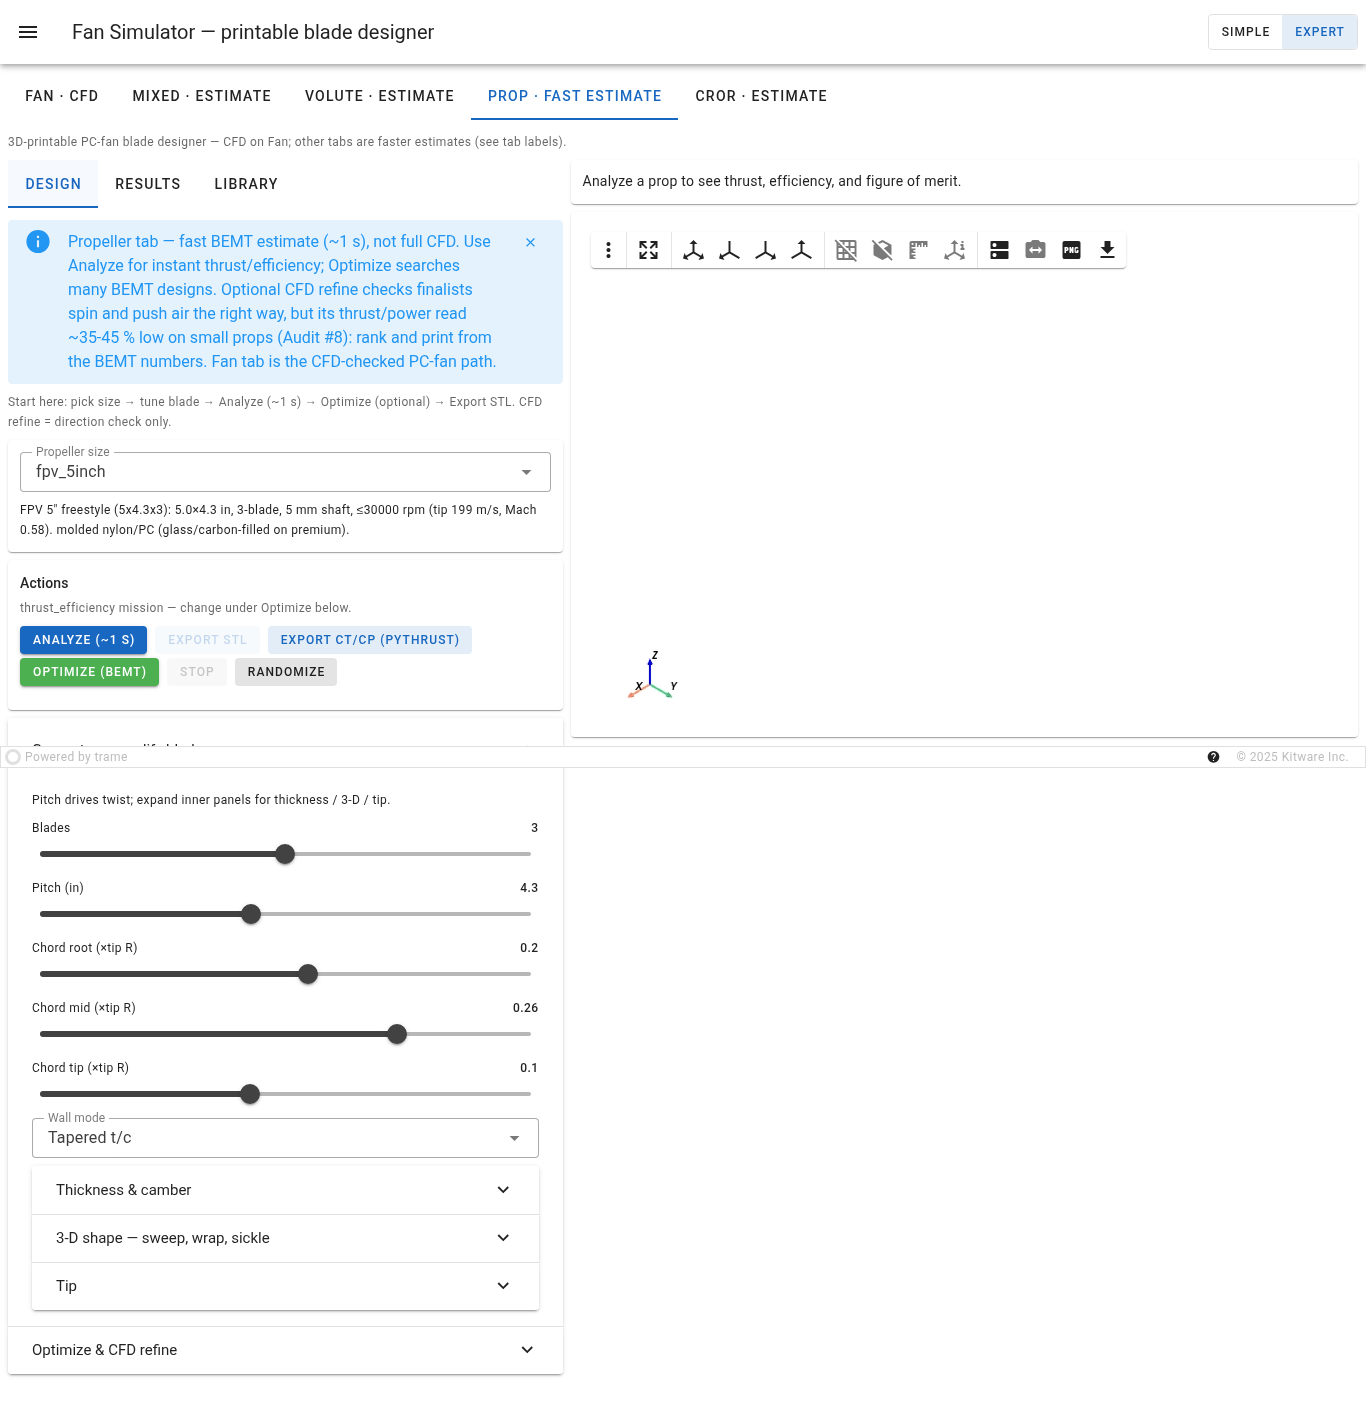 Fan Simulator — printable blade designer
SIMPLE
EXPERT
FAN · CFD
MIXED · ESTIMATE
VOLUTE · ESTIMATE
PROP · FAST ESTIMATE
CROR · ESTIMATE
3D-printable PC-fan blade designer — CFD on Fan; other tabs are faster estimates (see tab labels).
DESIGN
RESULTS
LIBRARY
Propeller tab — fast BEMT estimate (~1 s), not full CFD. Use
Analyze for instant thrust/efficiency; Optimize searches
many BEMT designs. Optional CFD refine checks finalists
spin and push air the right way, but its thrust/power read
~35-45 % low on small props (Audit #8): rank and print from
the BEMT numbers. Fan tab is the CFD-checked PC-fan path.
Start here: pick size → tune blade → Analyze (~1 s) → Optimize (optional) → Export STL. CFD
refine = direction check only.
Propeller size
fpv_5inch
FPV 5" freestyle (5x4.3x3): 5.0×4.3 in, 3-blade, 5 mm shaft, ≤30000 rpm (tip 199 m/s, Mach
0.58). molded nylon/PC (glass/carbon-filled on premium).
Actions
thrust_efficiency mission — change under Optimize below.
ANALYZE (~1 S)
EXPORT STL
EXPORT CT/CP (PYTHRUST)
OPTIMIZE (BEMT)
STOP
RANDOMIZE
Analyze a prop to see thrust, efficiency, and figure of merit.
PNG
Z
X
Y
Powered by trame
© 2025 Kitware Inc.
Pitch drives twist; expand inner panels for thickness / 3-D / tip.
Blades
3
Pitch (in)
4.3
Chord root (×tip R)
0.2
Chord mid (×tip R)
0.26
Chord tip (×tip R)
0.1
Wall mode
Tapered t/c
Thickness & camber
3-D shape — sweep, wrap, sickle
Tip
Optimize & CFD refine